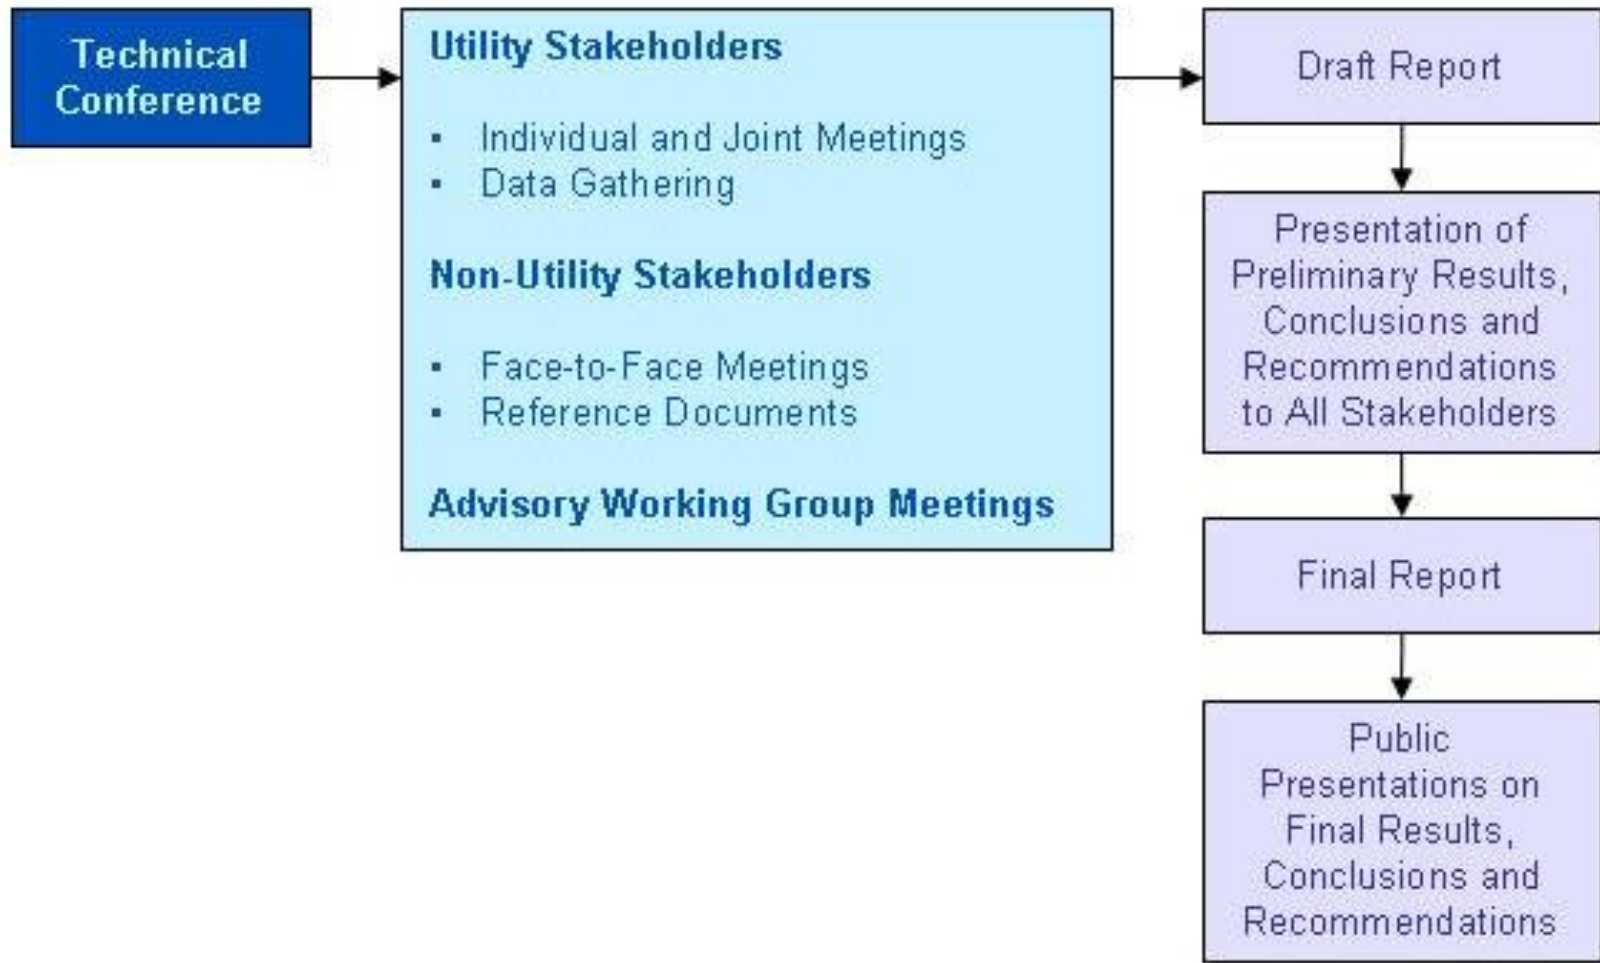 Technical
Conference
Utility Stakeholders
▪ Individual and Joint Meetings
▪ Data Gathering
Non-Utility Stakeholders
▪ Face-to-Face Meetings
▪ Reference Documents
Advisory Working Group Meetings
Draft Report
Presentation of
Preliminary Results,
Conclusions and
Recommendations
to All Stakeholders
Final Report
Public
Presentations on
Final Results,
Conclusions and
Recommendations